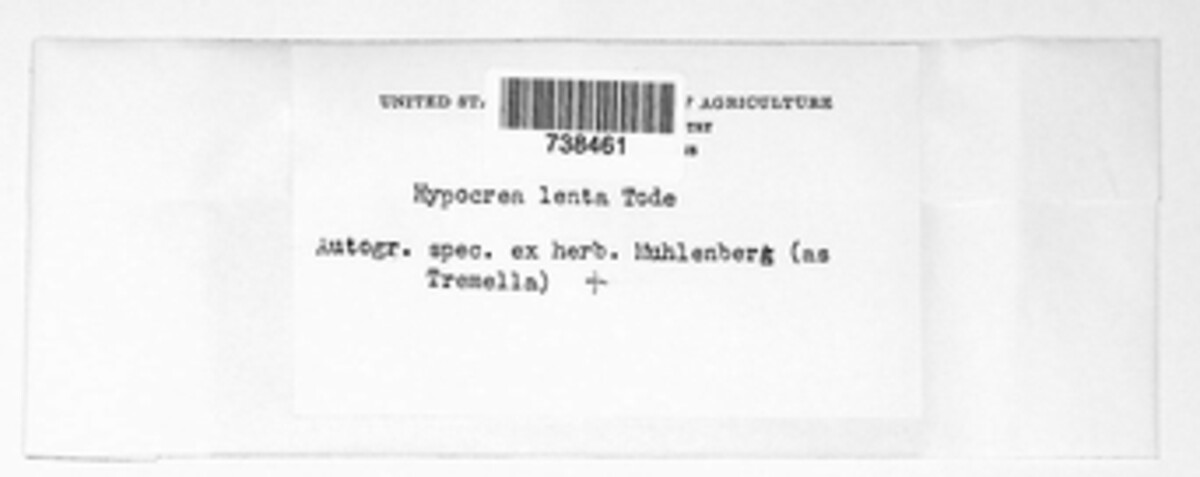 UNITED ST. AGRICULTURE
738461
Hypocrea lenta Tode
Autogr. spec. ex herb. Muhlenberg (as
Tremella) +